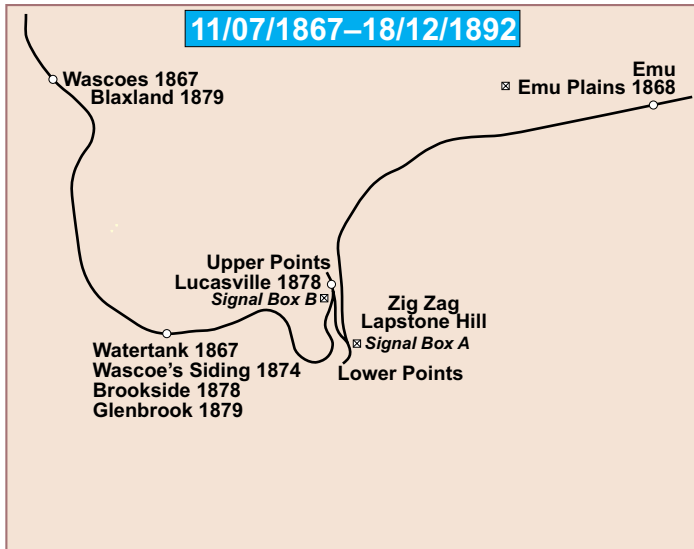 11/07/1867–18/12/1892
Wascoes 1867
Blaxland 1879
Emu
Emu Plains 1868
Upper Points
Lucasville 1878
Signal Box B
Zig Zag
Lapstone Hill
Signal Box A
Lower Points
Watertank 1867
Wascoe's Siding 1874
Brookside 1878
Glenbrook 1879